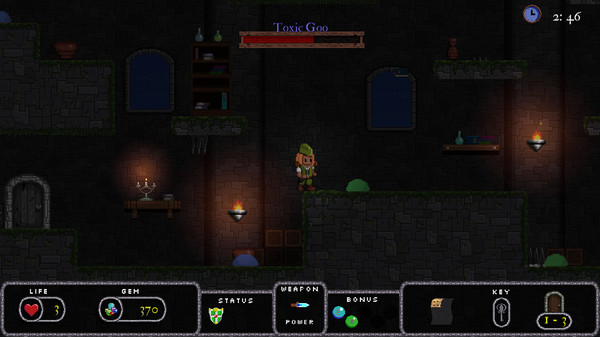 Toxic Goo
2: 46
LIFE
3
GEM
370
STATUS
WEAPON
POWER
BONUS
KEY
1 - 3